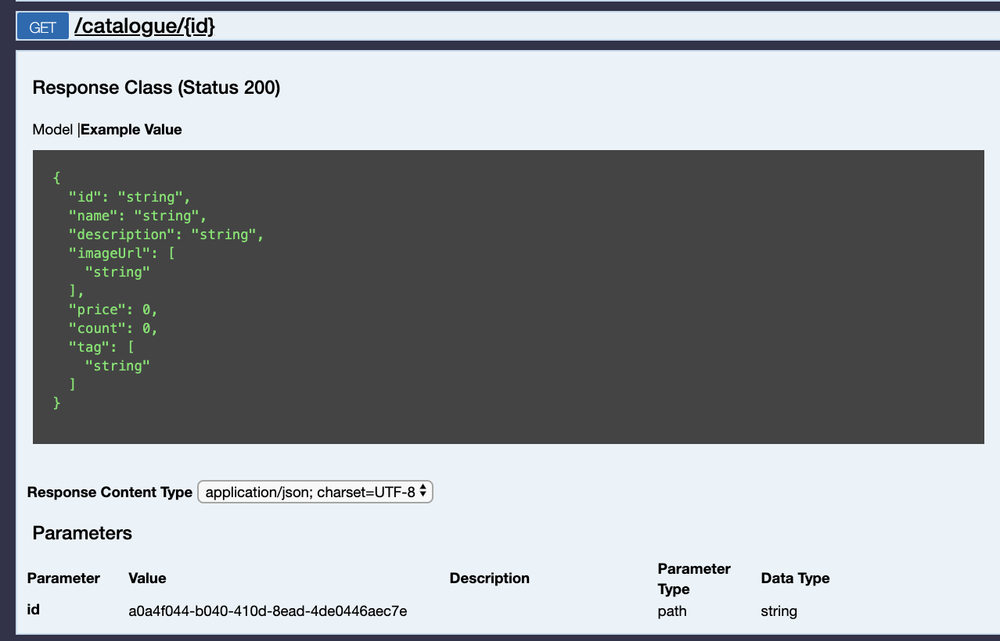 GET /catalogue/{id}
Response Class (Status 200)
Model |Example Value
{
  "id": "string",
  "name": "string",
  "description": "string",
  "imageUrl": [
    "string"
  ],
  "price": 0,
  "count": 0,
  "tag": [
    "string"
  ]
}
Response Content Type application/json; charset=UTF-8
Parameters
Parameter Value Description Parameter Type Data Type
id a0a4f044-b040-410d-8ead-4de0446aec7e path string